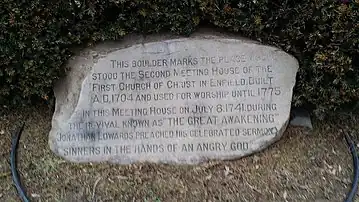 THIS BOULDER MARKS THE PLACE WHERE
STOOD THE SECOND MEETING HOUSE OF THE
FIRST CHURCH OF CHRIST IN ENFIELD, BUILT
A.D. 1704 AND USED FOR WORSHIP UNTIL 1775
IN THIS MEETING HOUSE ON JULY 8. 1741, DURING
THE REVIVAL KNOWN AS "THE GREAT AWAKENING"
JONATHAN EDWARDS PREACHED HIS CELEBRATED SERMON,
SINNERS IN THE HANDS OF AN ANGRY GOD"